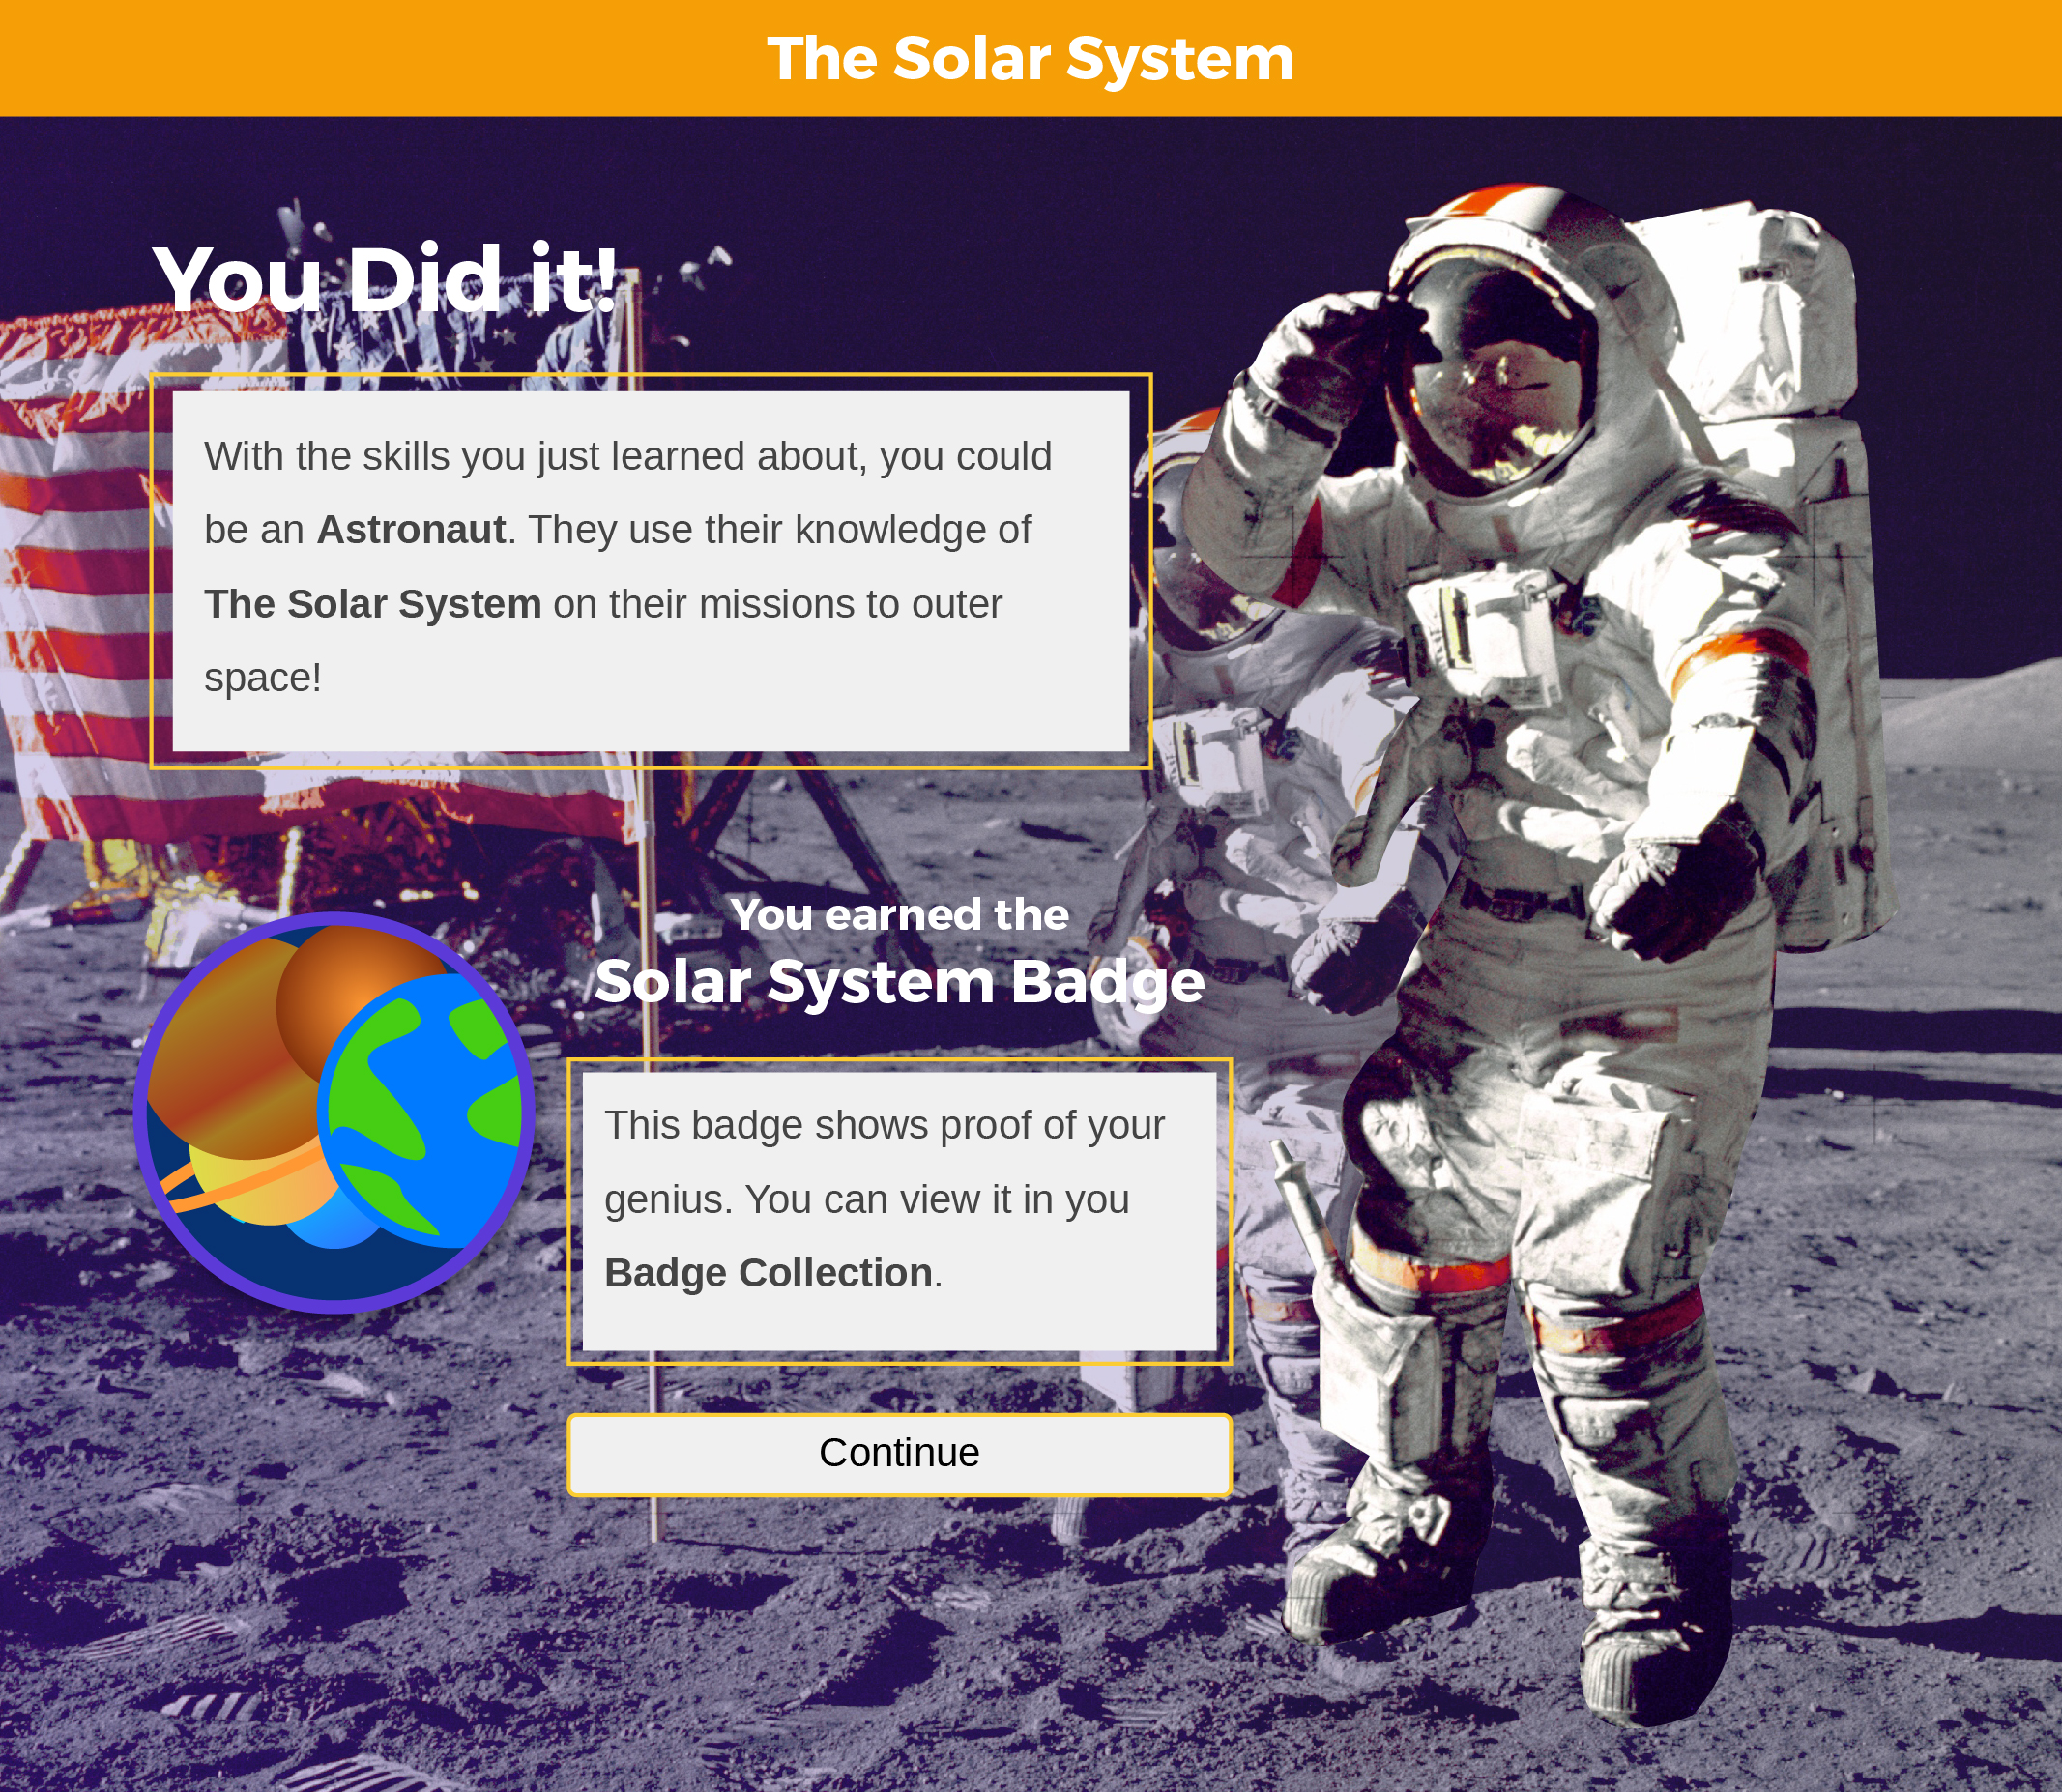 The Solar System
You Did it!
With the skills you just learned about, you could
be an Astronaut. They use their knowledge of
The Solar System on their missions to outer
space!
You earned the
Solar System Badge
This badge shows proof of your
genius. You can view it in you
Badge Collection.
Continue